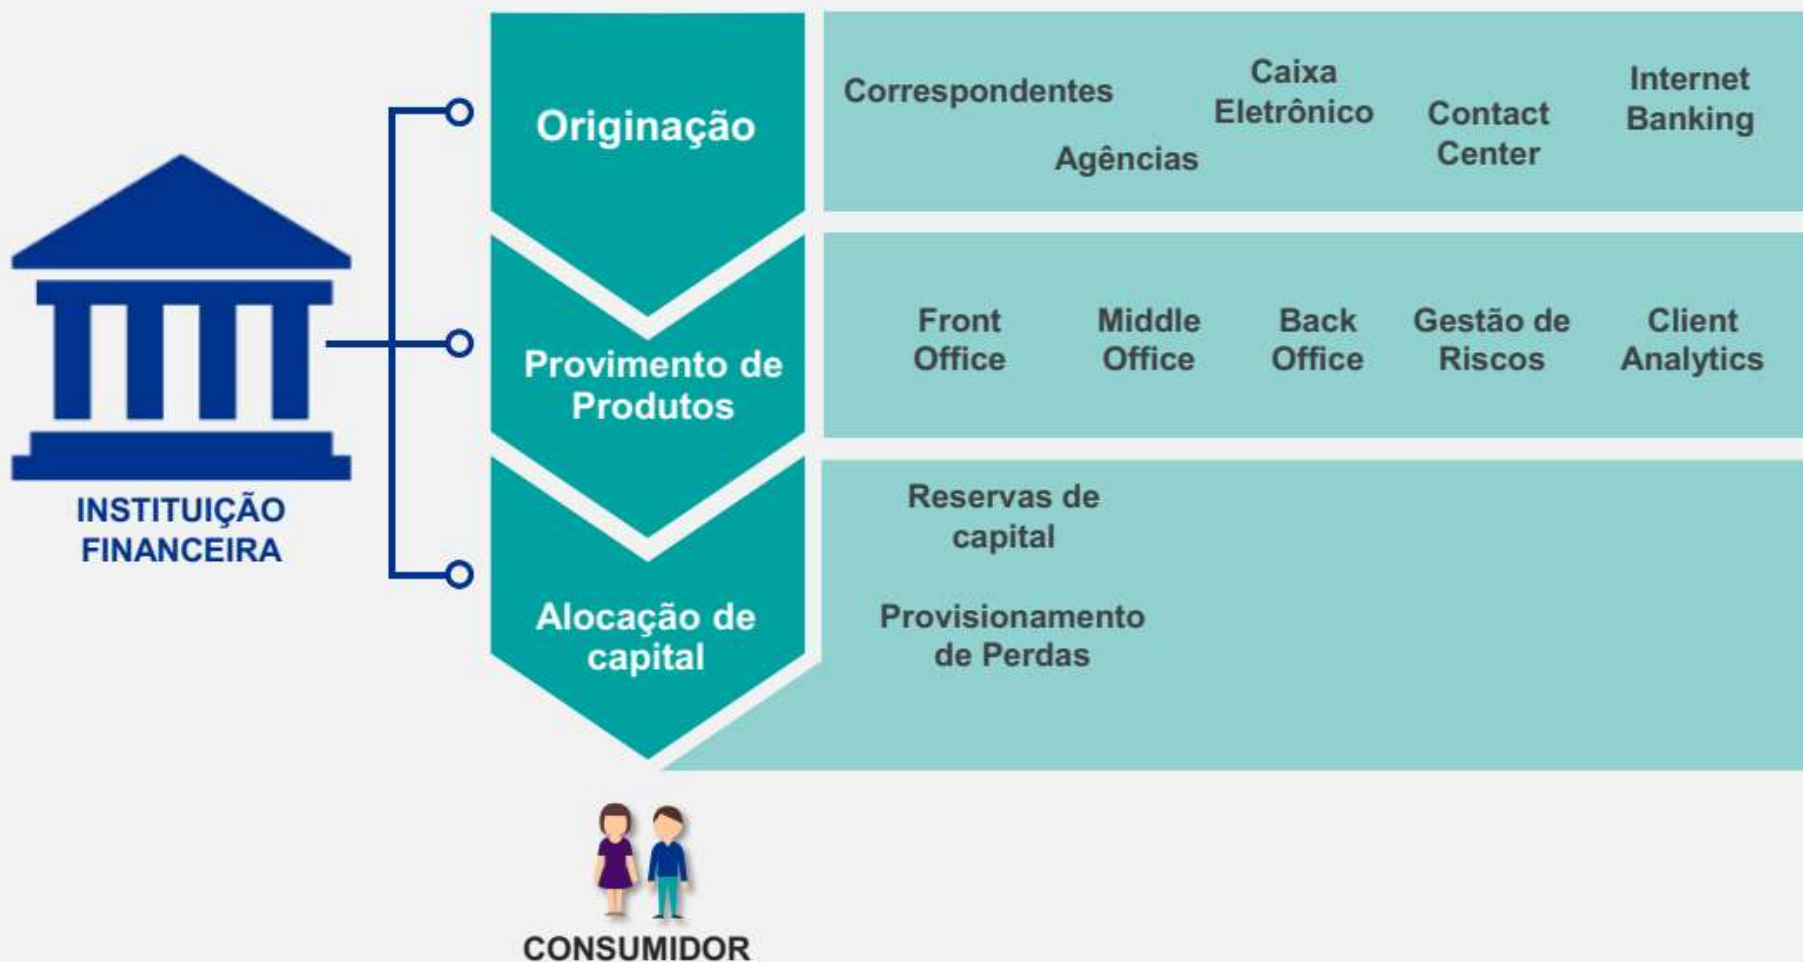 Originação
Correspondentes
Agências
Caixa
Eletrônico
Contact
Center
Internet
Banking
INSTITUIÇÃO
FINANCEIRA
Provimento de
Produtos
Front
Office
Middle
Office
Back
Office
Gestão de
Riscos
Client
Analytics
Alocação de
capital
Reservas de
capital
Provisionamento
de Perdas
CONSUMIDOR